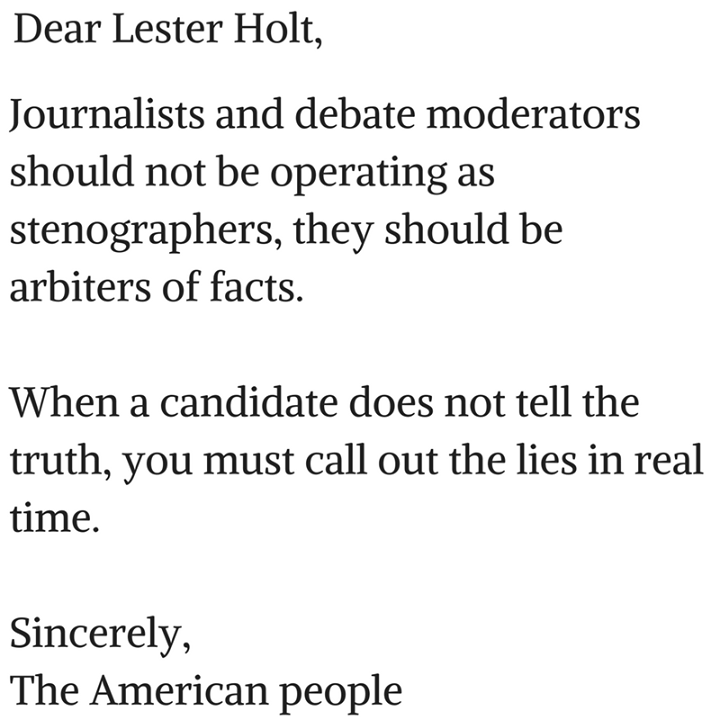 Dear Lester Holt,
Journalists and debate moderators
should not be operating as
stenographers, they should be
arbiters of facts.
When a candidate does not tell the
truth, you must call out the lies in real
time.
Sincerely,
The American people